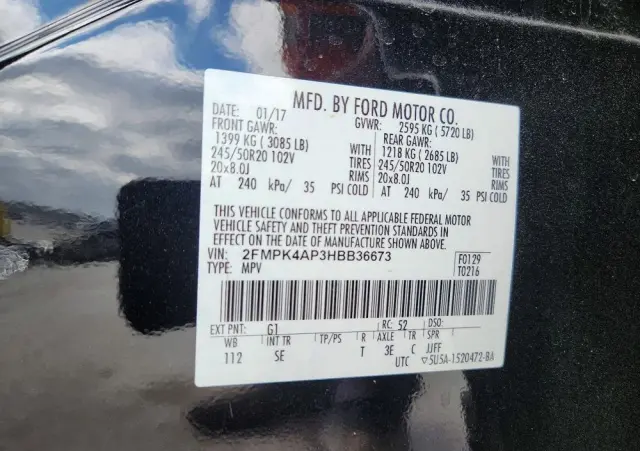 MFD. BY FORD MOTOR CO.
DATE: 01/17 GVWR: 2595 KG ( 5720 LB)
FRONT GAWR: REAR GAWR:
1399 KG ( 3085 LB) WITH 1218 KG ( 2685 LB) WITH
245/50R20 102V TIRES 245/50R20 102V TIRES
20x8.0J RIMS 20x8.0J RIMS
AT 240 kPa/ 35 PSI COLD AT 240 kPa/ 35 PSI COLD
THIS VEHICLE CONFORMS TO ALL APPLICABLE FEDERAL MOTOR
VEHICLE SAFETY AND THEFT PREVENTION STANDARDS IN
EFFECT ON THE DATE OF MANUFACTURE SHOWN ABOVE.
VIN: 2FMPK4AP3HBB36673 F0129
TYPE: MPV T0216
EXT PNT: G1 RC: 52 DSO:
WB INT TR TP/PS R AXLE TR SPR
112 SE T 3E C JJFF
UTC ▽5U5A-1520472-BA